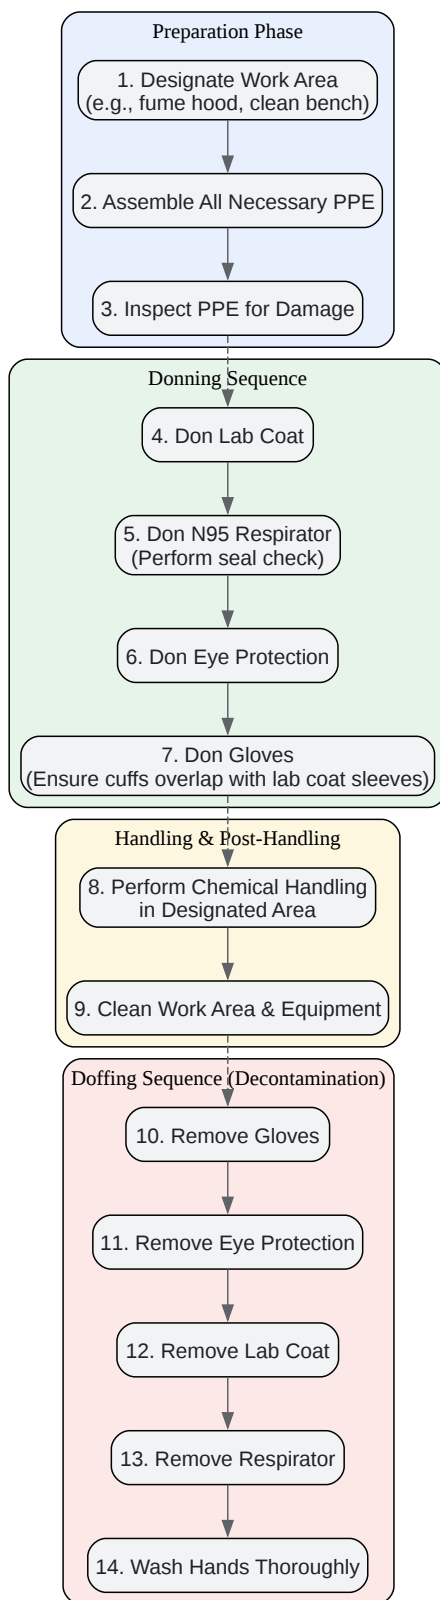 Preparation Phase
1. Designate Work Area
(e.g., fume hood, clean bench)
2. Assemble All Necessary PPE
3. Inspect PPE for Damage
Donning Sequence
4. Don Lab Coat
5. Don N95 Respirator
(Perform seal check)
6. Don Eye Protection
7. Don Gloves
(Ensure cuffs overlap with lab coat sleeves)
Handling & Post-Handling
8. Perform Chemical Handling
in Designated Area
9. Clean Work Area & Equipment
Doffing Sequence (Decontamination)
10. Remove Gloves
11. Remove Eye Protection
12. Remove Lab Coat
13. Remove Respirator
14. Wash Hands Thoroughly